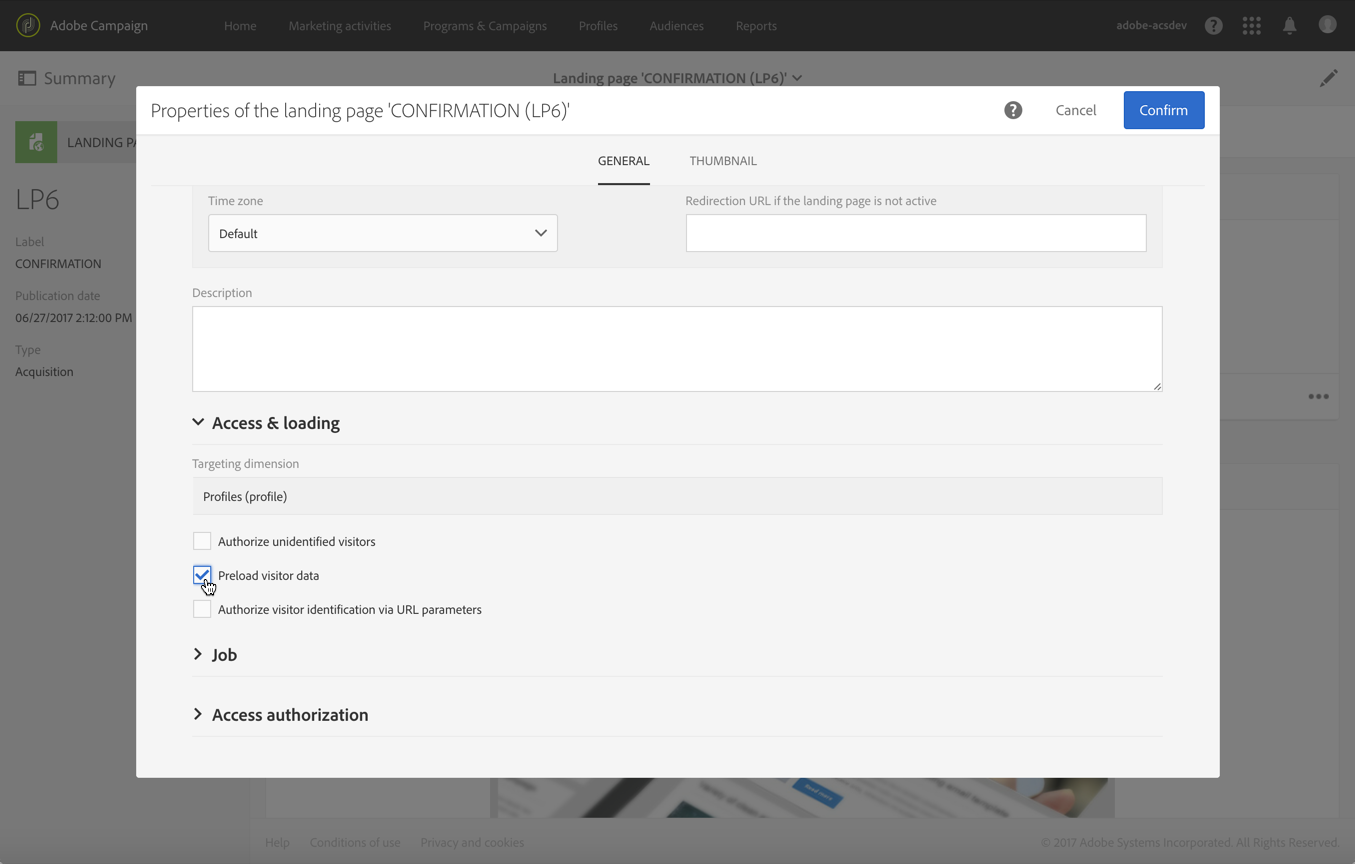 Adobe Campaign
Home
Marketing activities
Programs & Campaigns
Profiles
Audiences
Reports
adobe-acsdev
Summary
Landing page 'CONFIRMATION (LP6)'
Properties of the landing page 'CONFIRMATION (LP6)'
Cancel
Confirm
LANDING PA
GENERAL
THUMBNAIL
LP6
Label
CONFIRMATION
Publication date
06/27/2017 2:12:00 PM
Type
Acquisition
Time zone
Default
Redirection URL if the landing page is not active
Description
Access & loading
Targeting dimension
Profiles (profile)
Authorize unidentified visitors
Preload visitor data
Authorize visitor identification via URL parameters
Job
Access authorization
Read more
Help
Conditions of use
Privacy and cookies
© 2017 Adobe Systems Incorporated. All Rights Reserved.